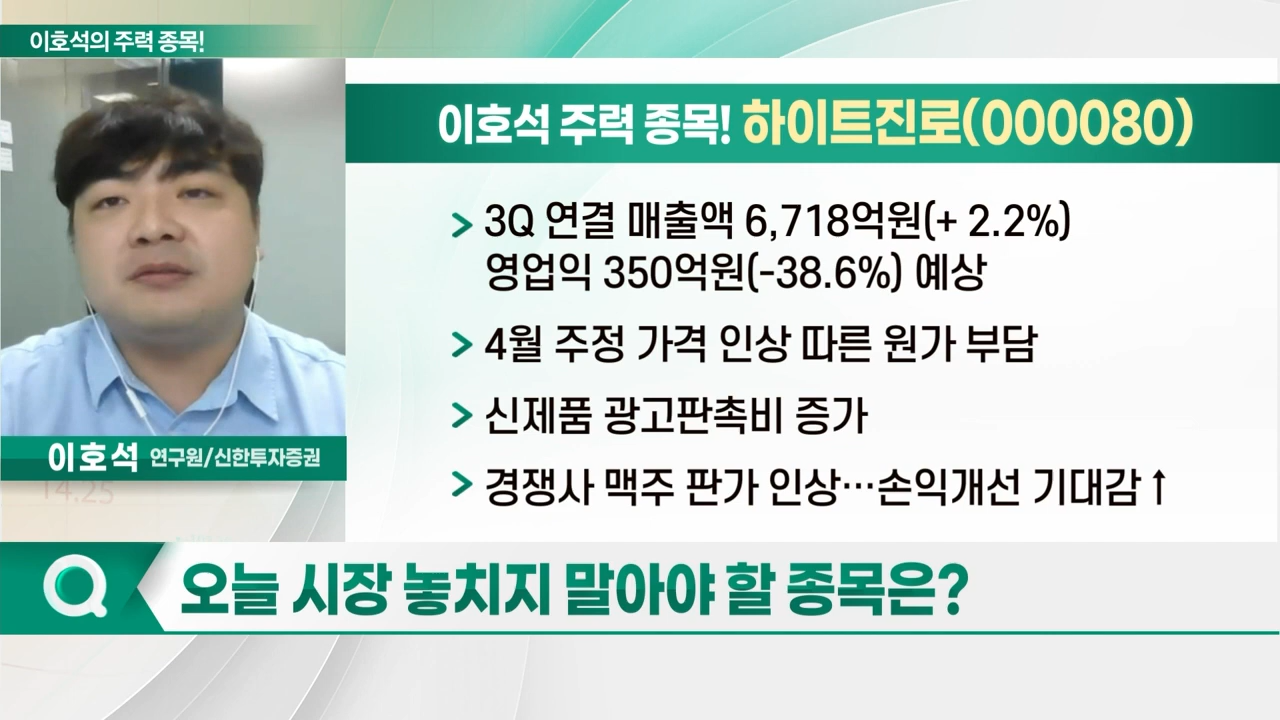 이호석의 주력 종목!
이호석 주력 종목! 하이트진로(000080)
> 3Q 연결 매출액 6,718억원(+ 2.2%)
영업익 350억원(-38.6%) 예상
> 4월 주정 가격 인상 따른 원가 부담
> 신제품 광고판촉비 증가
> 경쟁사 맥주 판가 인상…손익개선 기대감↑
이호석 연구원/신한투자증권
14.25
Q 오늘 시장 놓치지 말아야 할 종목은?